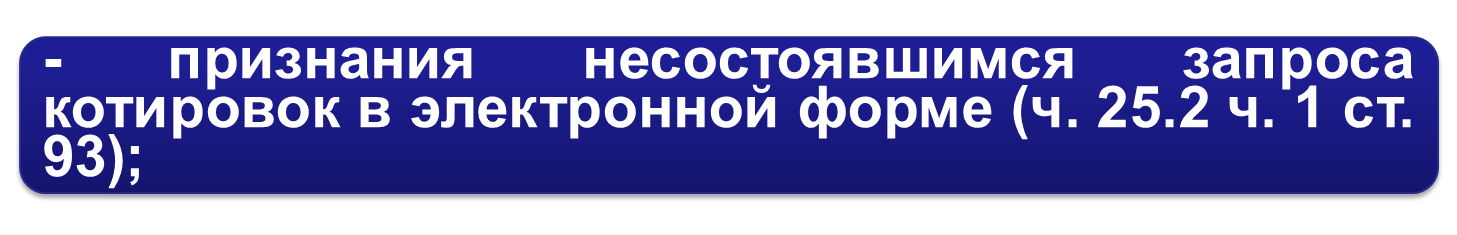 - признания несостоявшимся запроса
котировок в электронной форме (ч. 25.2 ч. 1 ст.
93);